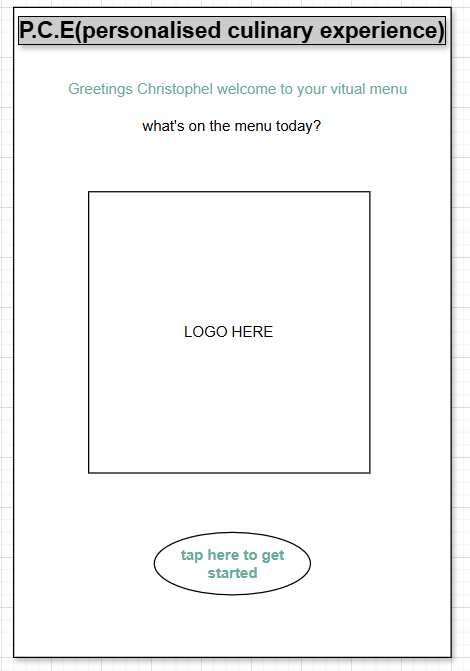 P.C.E(personalised culinary experience)
Greetings Christophel welcome to your vitual menu
what's on the menu today?
LOGO HERE
tap here to get
started